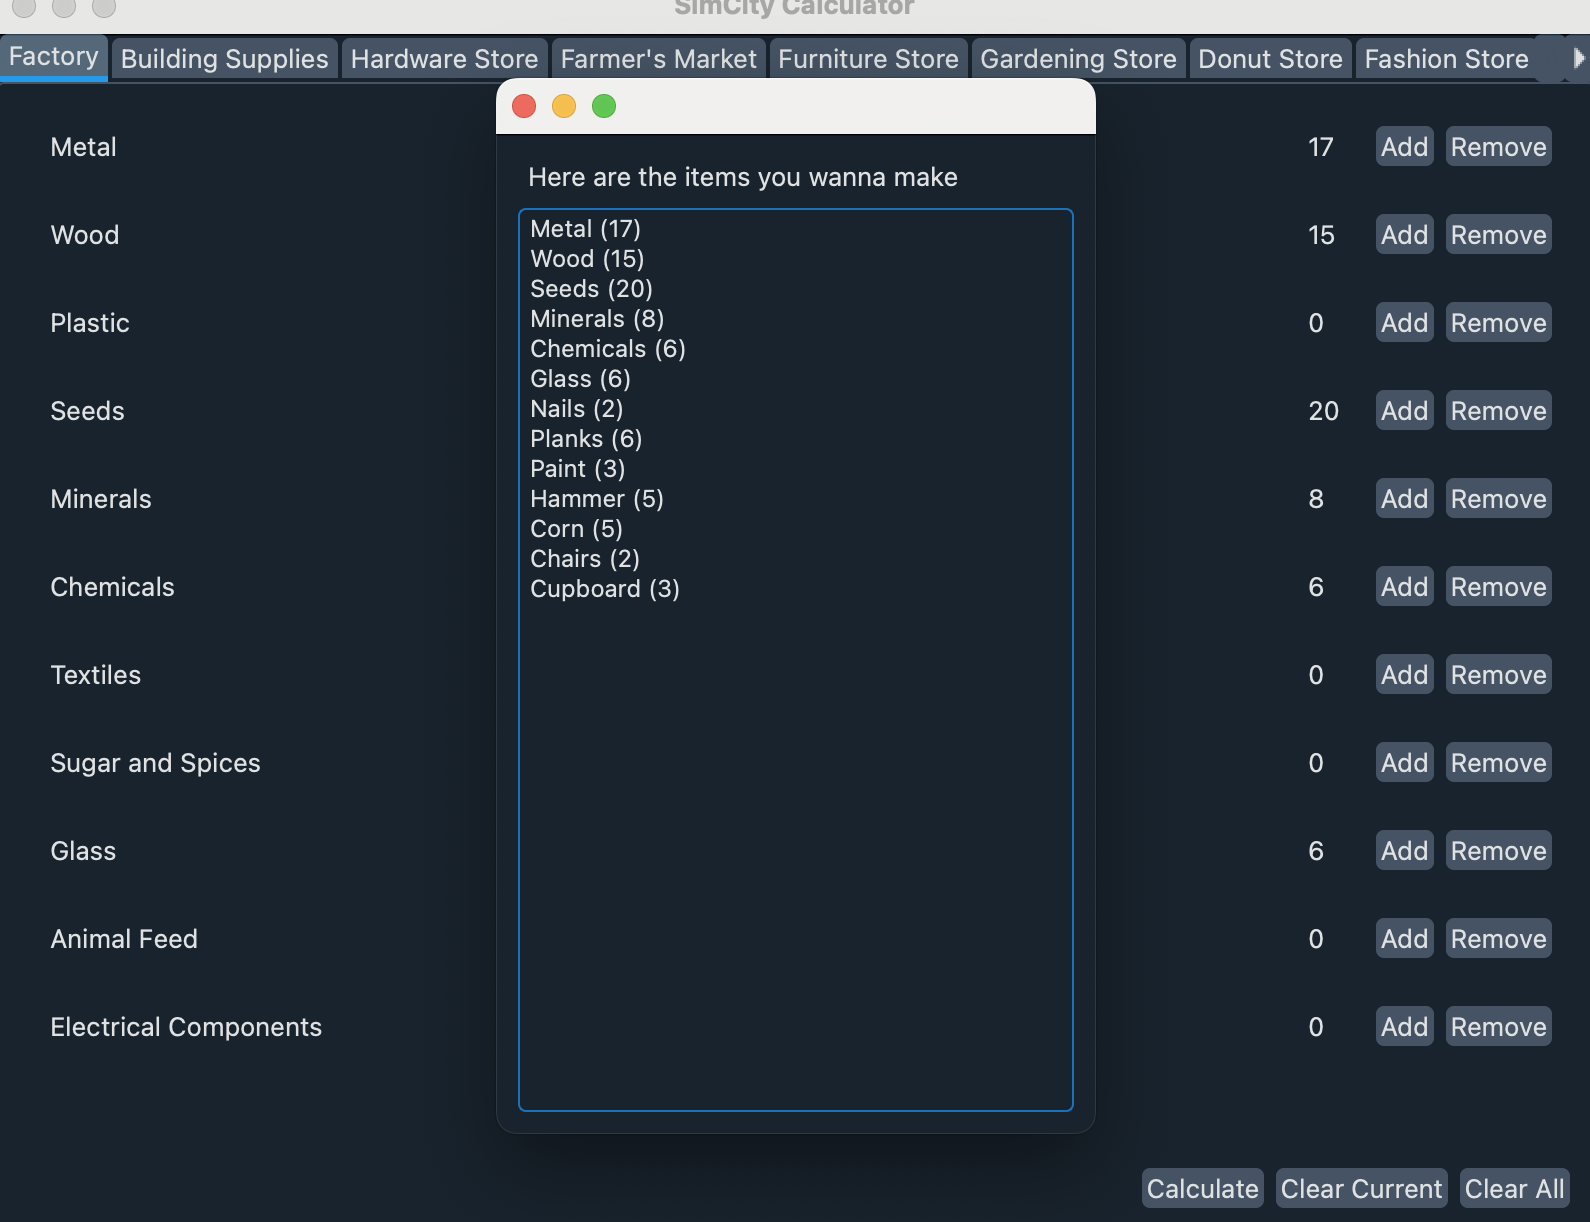 SimCity Calculator
Factory Building Supplies Hardware Store Farmer's Market Furniture Store Gardening Store Donut Store Fashion Store
Here are the items you wanna make
Metal (17)
Wood (15)
Seeds (20)
Minerals (8)
Chemicals (6)
Glass (6)
Nails (2)
Planks (6)
Paint (3)
Hammer (5)
Corn (5)
Chairs (2)
Cupboard (3)
Metal 17 Add Remove
Wood 15 Add Remove
Plastic 0 Add Remove
Seeds 20 Add Remove
Minerals 8 Add Remove
Chemicals 6 Add Remove
Textiles 0 Add Remove
Sugar and Spices 0 Add Remove
Glass 6 Add Remove
Animal Feed 0 Add Remove
Electrical Components 0 Add Remove
Calculate Clear Current Clear All